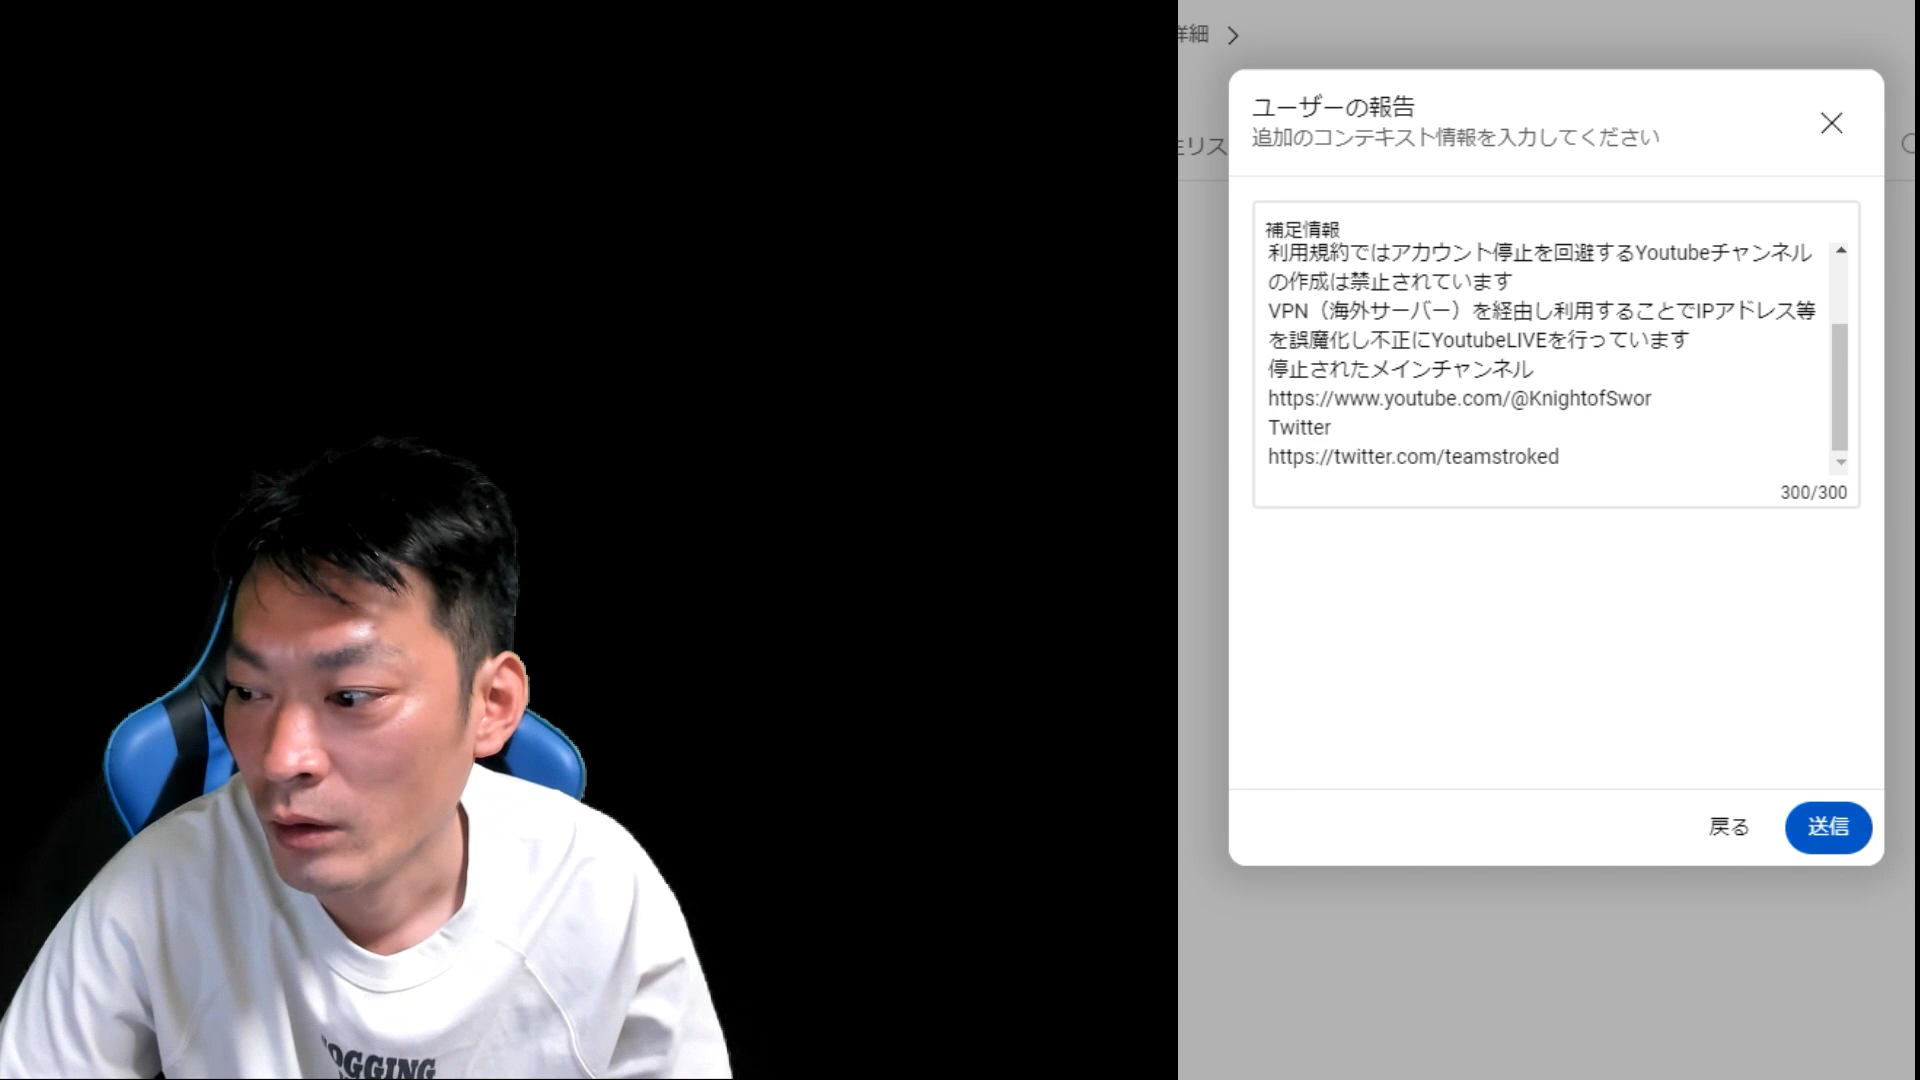 詳細
生リス
ユーザーの報告
追加のコンテキスト情報を入力してください
補足情報
利用規約ではアカウント停止を回避するYoutubeチャンネル
の作成は禁止されています
VPN（海外サーバー）を経由し利用することでIPアドレス等
を誤魔化し不正にYoutubeLIVEを行っています
停止されたメインチャンネル
https://www.youtube.com/@KnightofSwor
Twitter
https://twitter.com/teamstroked
300/300
戻る
送信
OGGING